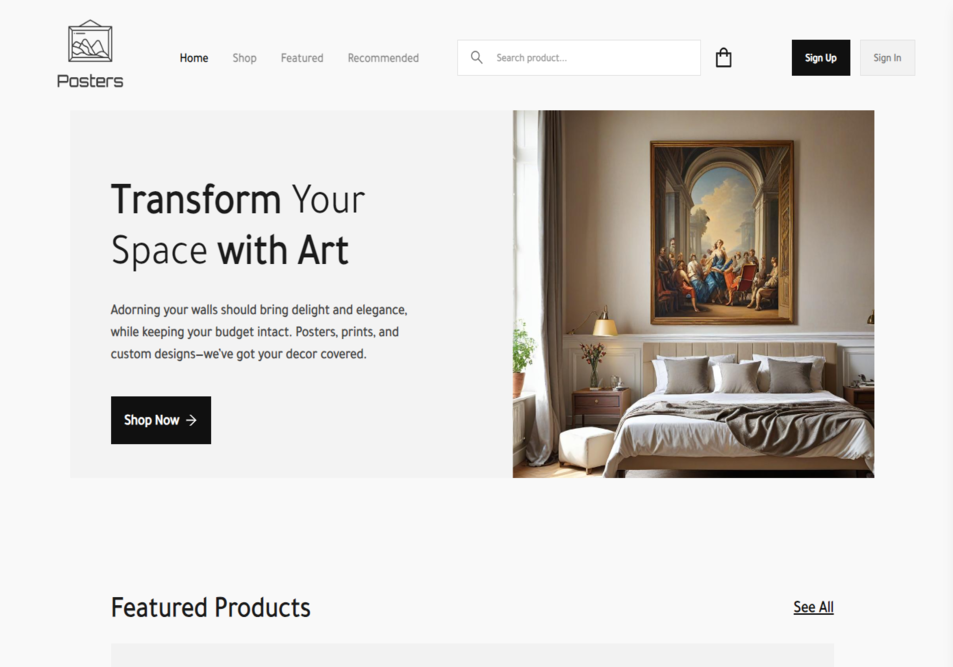 Posters
Home
Shop
Featured
Recommended
Search product...
Sign Up
Sign In
Transform Your
Space with Art
Adorning your walls should bring delight and elegance,
while keeping your budget intact. Posters, prints, and
custom designs—we've got your decor covered.
Shop Now →
Featured Products
See All